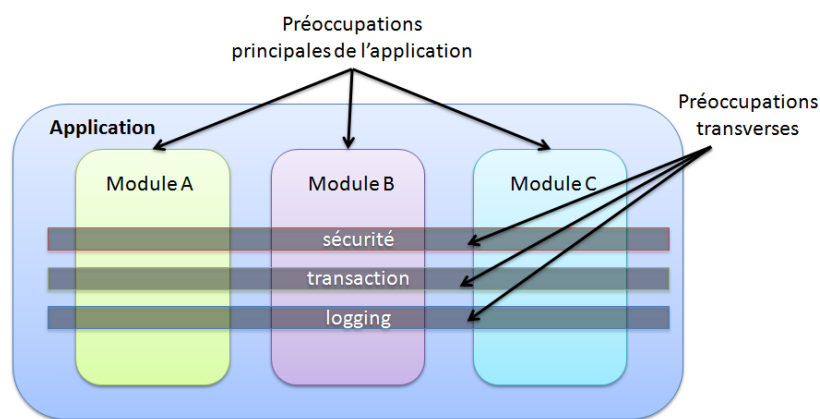 Préoccupations
principales de l'application
Préoccupations
transverses
Application
Module A
Module B
Module C
sécurité
transaction
logging